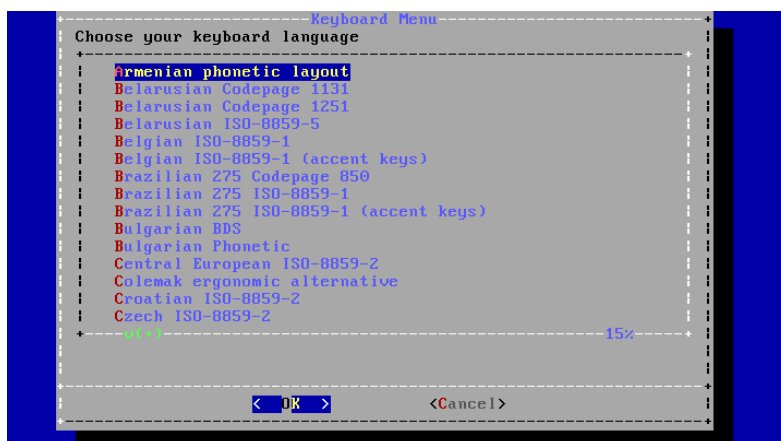 Keyboard Menu
Choose your keyboard language
Armenian phonetic layout
Belarusian Codepage 1131
Belarusian Codepage 1251
Belarusian ISO-8859-5
Belgian ISO-8859-1
Belgian ISO-8859-1 (accent keys)
Brazilian 275 Codepage 850
Brazilian 275 ISO-8859-1
Brazilian 275 ISO-8859-1 (accent keys)
Bulgarian BDS
Bulgarian Phonetic
Central European ISO-8859-2
Colemak ergonomic alternative
Croatian ISO-8859-2
Czech ISO-8859-2
v(+) 15%
< OK > <Cancel>